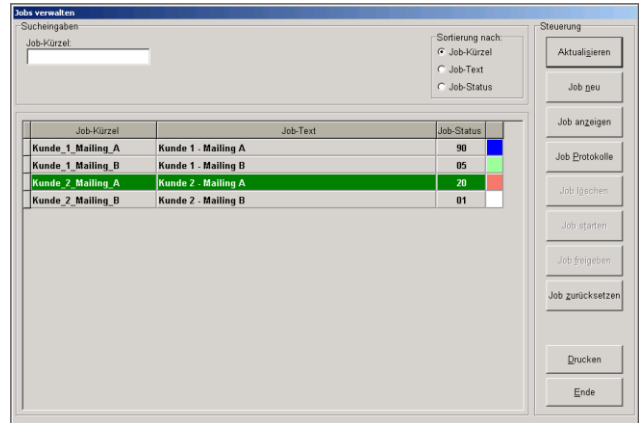 Jobs verwalten
Sucheingaben
Job-Kürzel:
Sortierung nach:
Job-Kürzel
Job-Text
Job-Status
Job-Kürzel Job-Text Job-Status
Kunde_1_Mailing_A Kunde 1 - Mailing A 90
Kunde_1_Mailing_B Kunde 1 - Mailing B 05
Kunde_2_Mailing_A Kunde 2 - Mailing A 20
Kunde_2_Mailing_B Kunde 2 - Mailing B 01
Steuerung
Aktualisieren
Job neu
Job anzeigen
Job Protokolle
Job löschen
Job starten
Job freigeben
Job zurücksetzen
Drucken
Ende